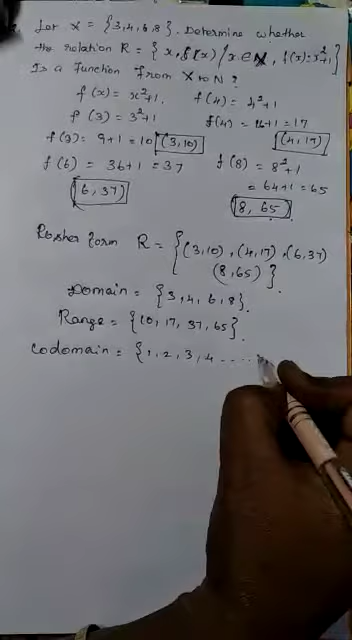 Let X = {3,4,6,8}. Determine whether
the relation R = {x, f(x) / x ∈ X, f(x) = x²+1}
Is a function from X to N?
f(x) = x²+1. f(4) = 4²+1
f(3) = 3²+1 f(4) = 16+1 = 17
f(3) = 9+1 = 10 (3,10) (4,17)
f(6) = 36+1 = 37 f(8) = 8²+1
(6,37) = 64+1 = 65
(8,65)
form R = {(3,10), (4,17), (6,37)
(8,65)}.
Domain = {3,4,6,8}.
Range = {10, 17, 37, 65}.
Codomain = {1, 2, 3, 4 .....